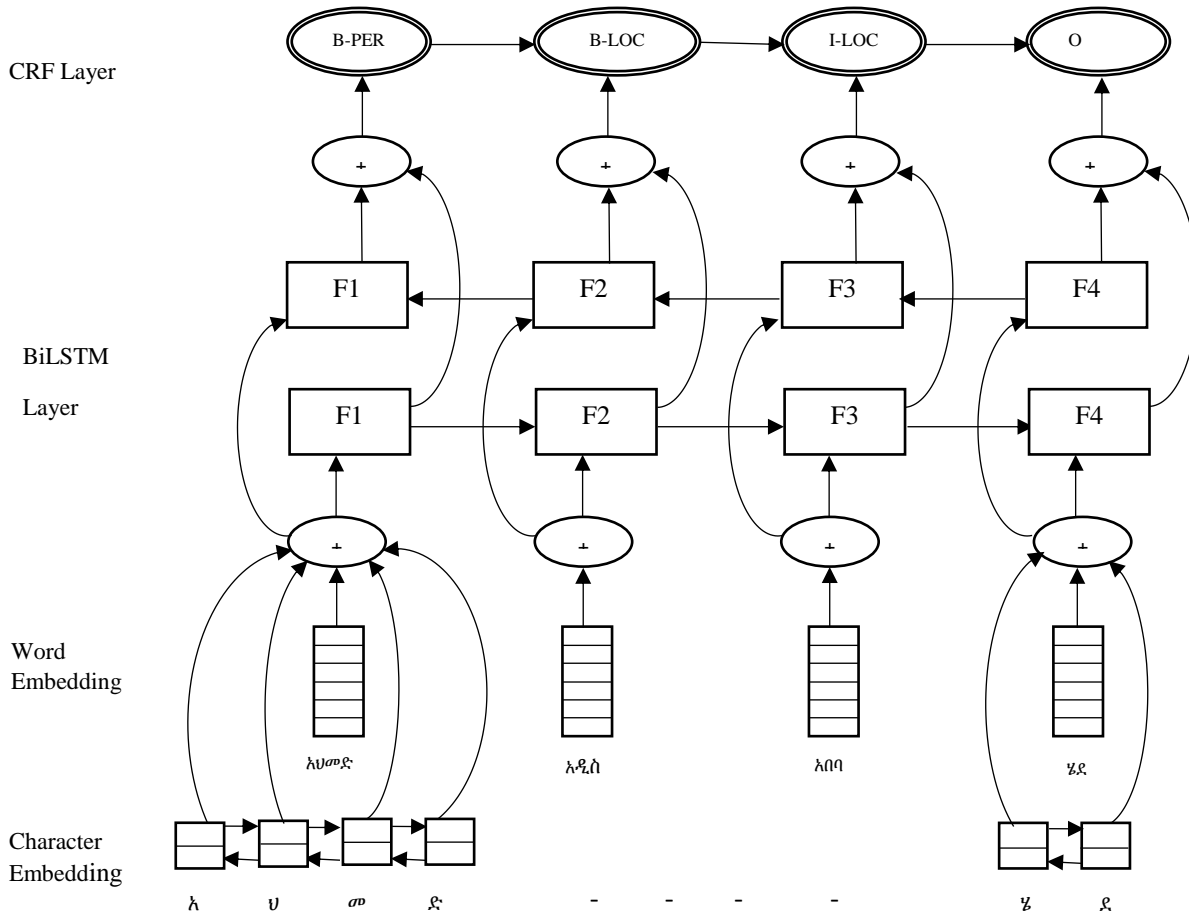 B-PER B-LOC I-LOC O
CRF Layer
+ + + +
F1 F2 F3 F4
BiLSTM
Layer
F1 F2 F3 F4
+ + + +
Word
Embedding
አህመድ አዲስ አበባ ሄደ
Character
Embedding
አ ህ መ ድ - - - - ሄ ደ